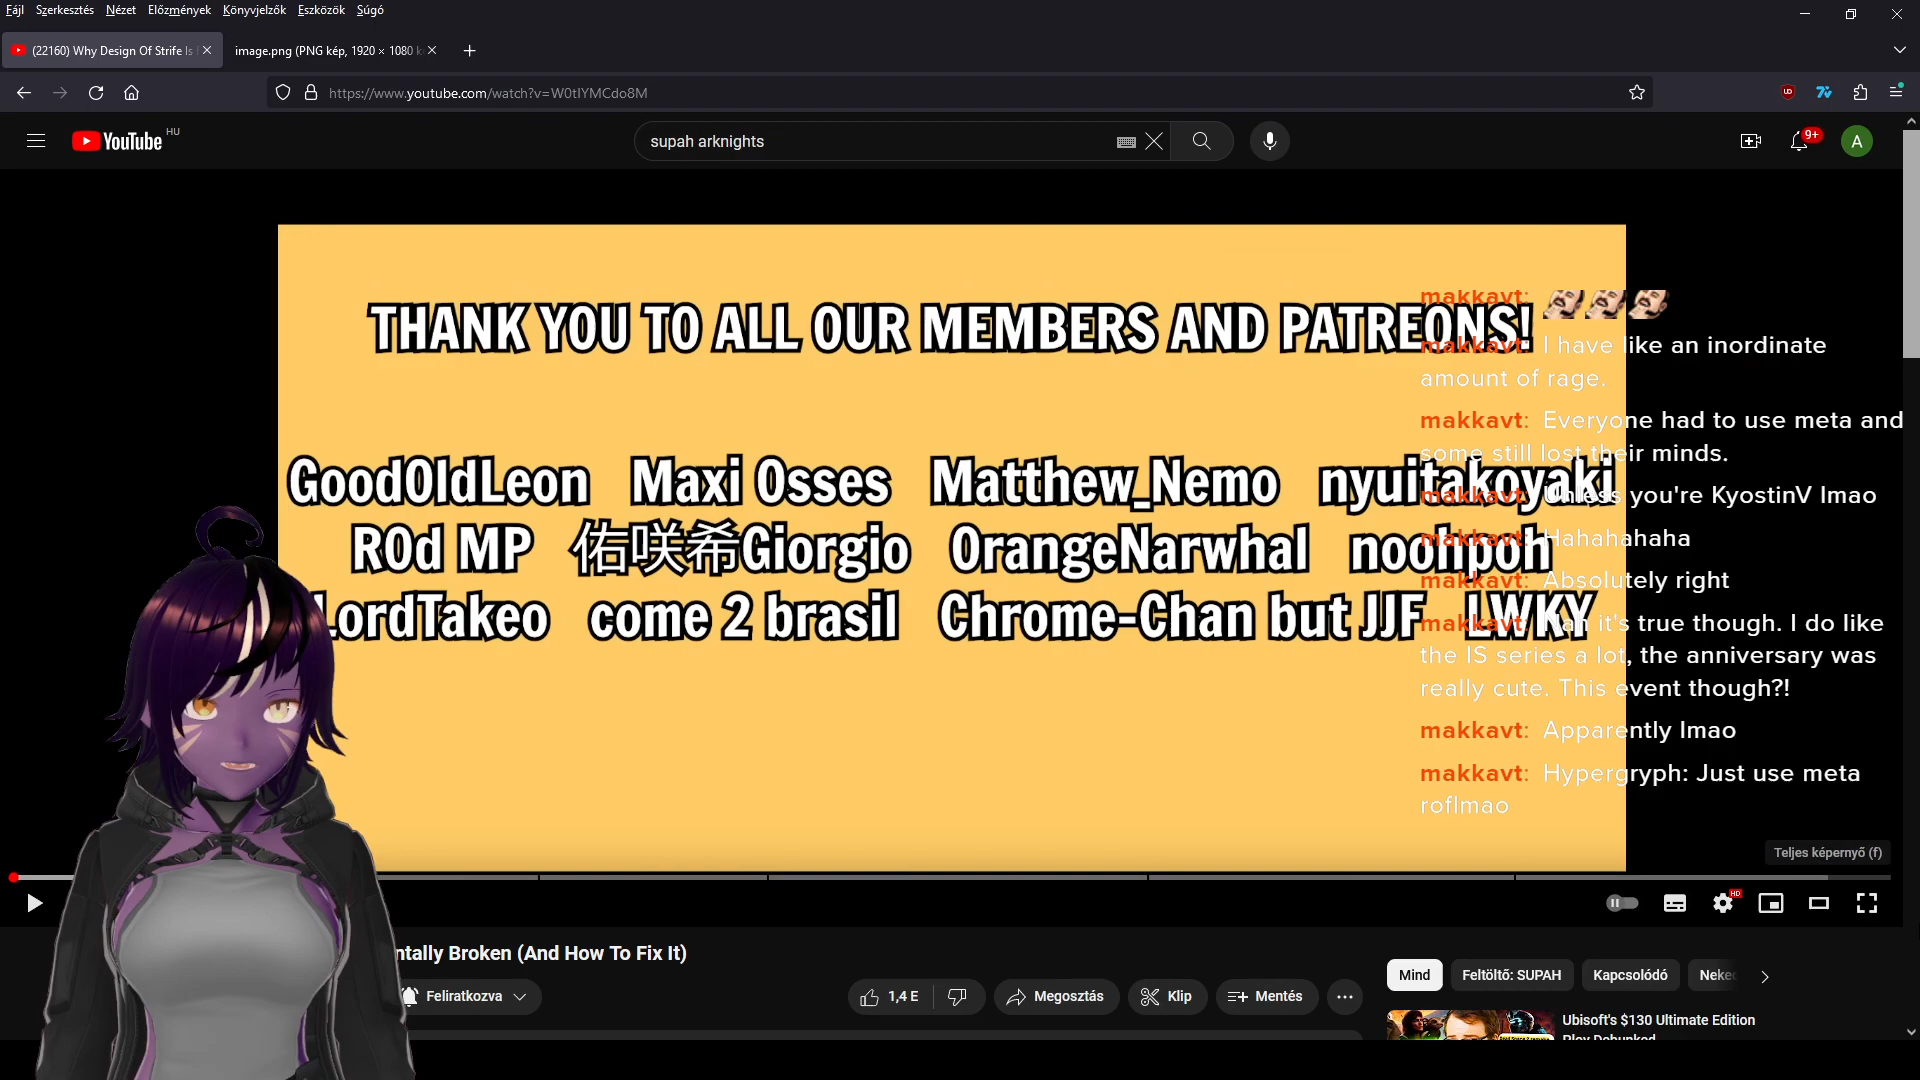 Fájl Szerkesztés Nézet Előzmények Könyvjelzők Eszközök Súgó
(22160) Why Design Of Strife Is
image.png (PNG kép, 1920 × 1080
https://www.youtube.com/watch?v=W0tIYMCdo8M
YouTube HU
supah arknights
9+
A
THANK YOU TO ALL OUR MEMBERS AND PATREONS!
GoodOldLeon Maxi Osses Matthew_Nemo nyuitakoyaki
R0d MP 佑咲希Giorgio OrangeNarwhal noohpoh
LordTakeo come 2 brasil Chrome-Chan but JJF LWKY
makkavt:
makkavt: I have like an inordinate
amount of rage.
makkavt: Everyone had to use meta and
some still lost their minds.
makkavt: Unless you're KyostinV lmao
makkavt: Hahahahaha
makkavt: Absolutely right
makkavt: Nah it's true though. I do like
the IS series a lot, the anniversary was
really cute. This event though?!
makkavt: Apparently lmao
makkavt: Hypergryph: Just use meta
roflmao
Teljes képernyő (f)
HD
ntally Broken (And How To Fix It)
Feliratkozva
1,4 E
Megosztás
Klip
Mentés
Mind
Feltöltő: SUPAH
Kapcsolódó
Neke
Ubisoft's $130 Ultimate Edition